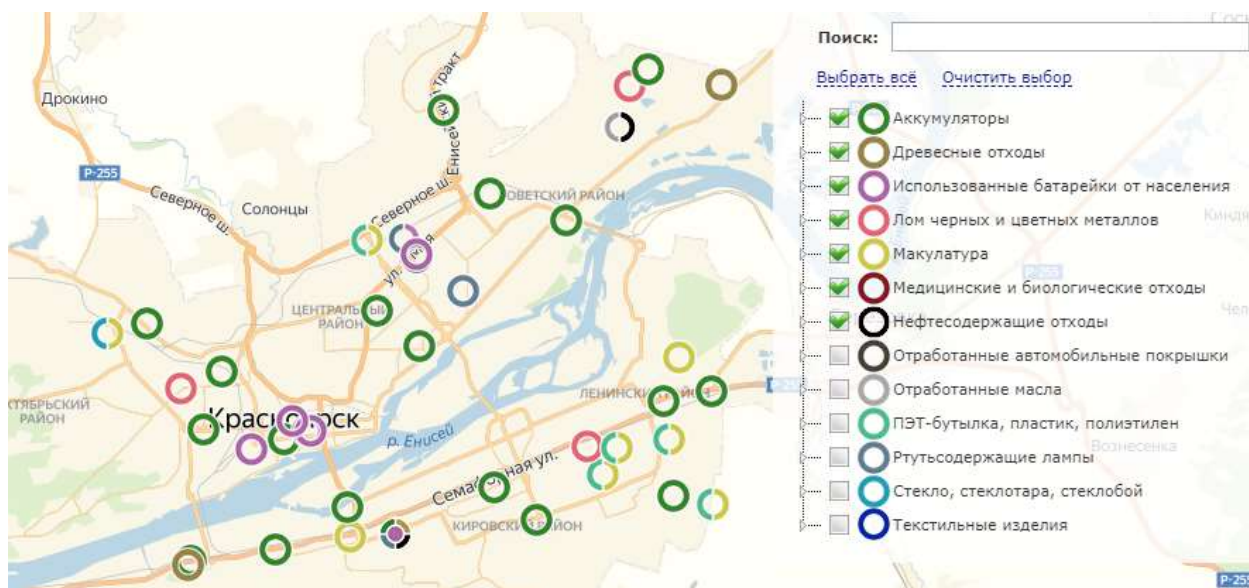 Поиск:
Выбрать всё Очистить выбор
Аккумуляторы
Древесные отходы
Использованные батарейки от населения
Лом черных и цветных металлов
Макулатура
Медицинские и биологические отходы
Нефтесодержащие отходы
Отработанные автомобильные покрышки
Отработанные масла
ПЭТ-бутылка, пластик, полиэтилен
Ртутьсодержащие лампы
Стекло, стеклотара, стеклобой
Текстильные изделия
Дрокино
Р-255
Северное ш.
Солонцы
Северное ш.
тракт
СОВЕТСКИЙ РАЙОН
ЦЕНТРАЛЬНЫЙ
РАЙОН
РАЙОН
Красноярск
р. Енисей
ЛЕНИНСКИЙ РАЙОН
Семафорная ул.
КИРОВСКИЙ РАЙОН
Вознесенка
Р-255